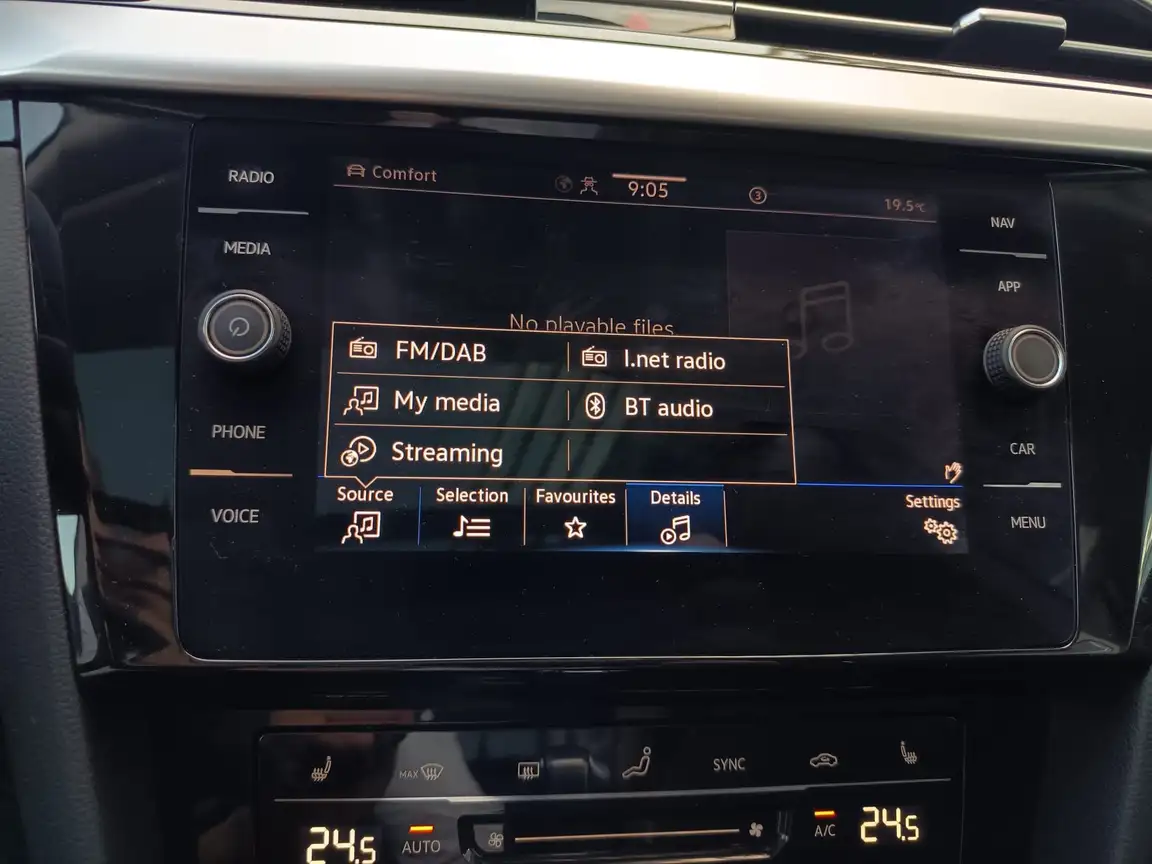 RADIO
MEDIA
PHONE
VOICE
Comfort
9:05
3
19.5°C
No playable files
FM/DAB
I.net radio
My media
BT audio
Streaming
Source
Selection
Favourites
Details
Settings
NAV
APP
CAR
MENU
MAX
SYNC
24.5
AUTO
A/C
24.5